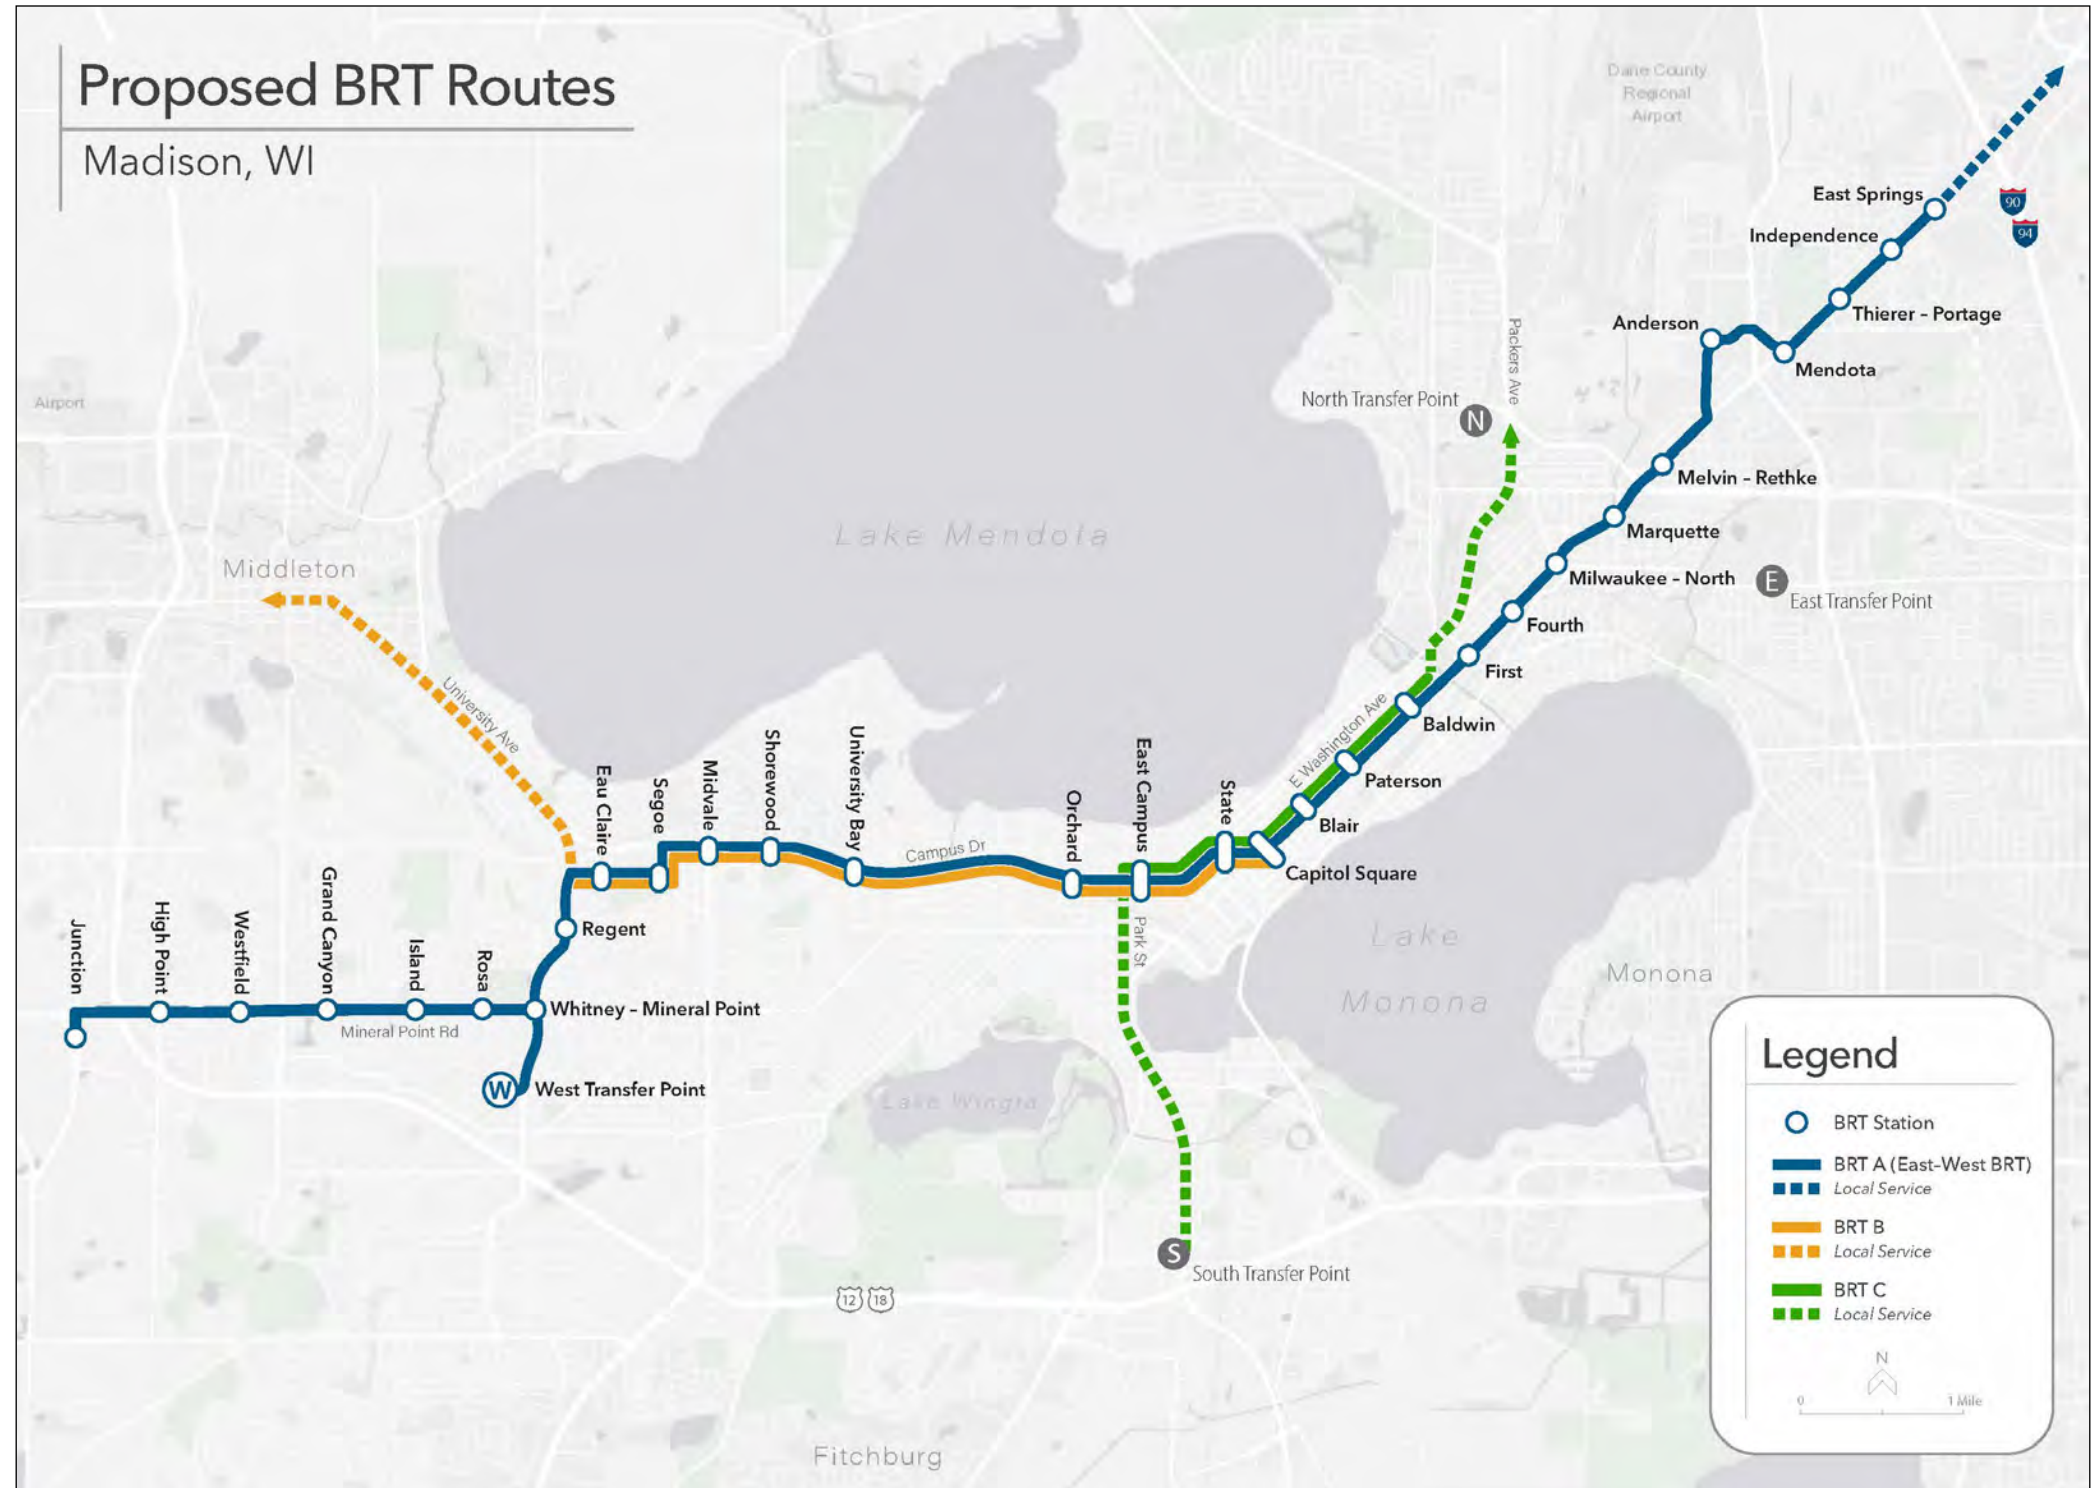 Proposed BRT Routes
Madison, WI
Dane County
Regional
Airport
East Springs
90
94
Independence
Thierer - Portage
Anderson
Mendota
Packers Ave
North Transfer Point
N
Airport
Melvin - Rethke
Lake Mendota
Marquette
Middleton
Milwaukee - North
E
East Transfer Point
Fourth
First
University Ave
E Washington Ave
Baldwin
Paterson
Blair
Capitol Square
Eau Claire
Segoe
Midvale
Shorewood
University Bay
Campus Dr
Orchard
East Campus
State
Park St
Junction
High Point
Westfield
Grand Canyon
Island
Rosa
Regent
Whitney - Mineral Point
Mineral Point Rd
W
West Transfer Point
Lake
Monona
Monona
Lake Wingra
S
South Transfer Point
12
18
Fitchburg
Legend
BRT Station
BRT A (East-West BRT)
Local Service
BRT B
Local Service
BRT C
Local Service
N
0
1 Mile